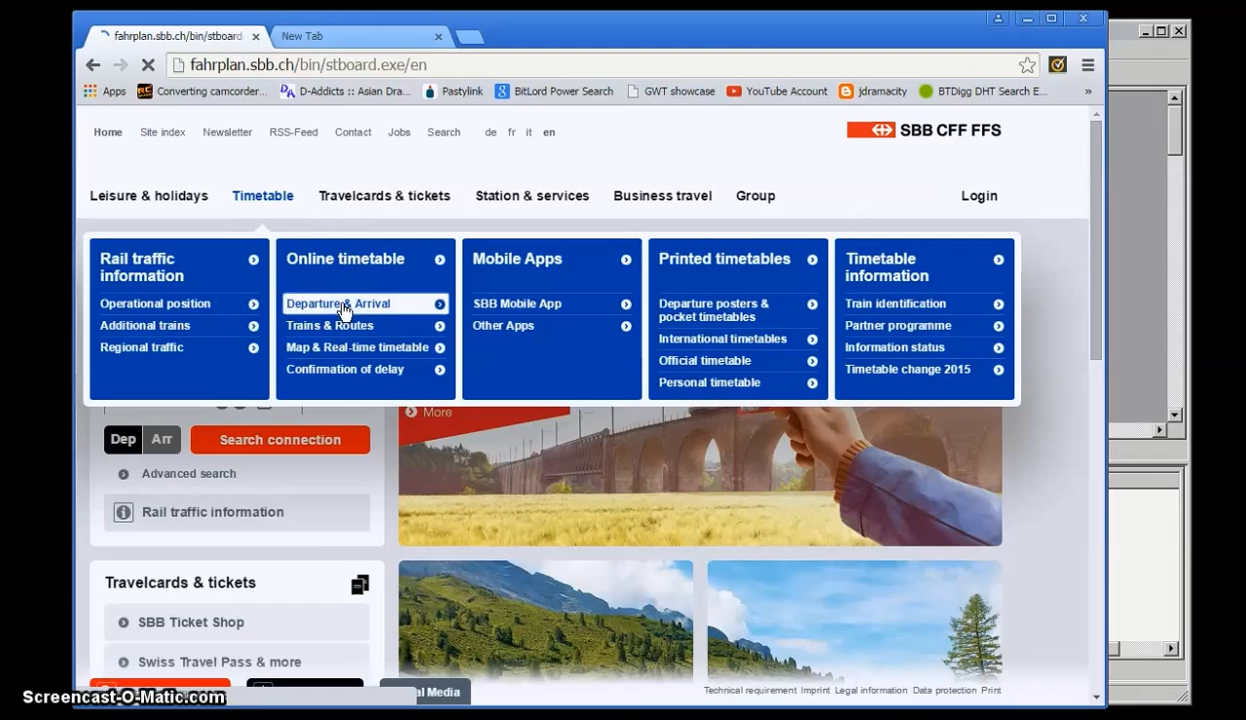 fahrplan.sbb.ch/bin/stboard
New Tab
fahrplan.sbb.ch/bin/stboard.exe/en
Apps
Converting camcorder...
D-Addicts :: Asian Dra...
Pastylink
BitLord Power Search
GWT showcase
YouTube Account
jdramacity
BTDigg DHT Search E...
Home Site index Newsletter RSS-Feed Contact Jobs Search de fr it en
SBB CFF FFS
Leisure & holidays Timetable Travelcards & tickets Station & services Business travel Group Login
Rail traffic
information
Operational position
Additional trains
Regional traffic
Online timetable
Departure & Arrival
Trains & Routes
Map & Real-time timetable
Confirmation of delay
Mobile Apps
SBB Mobile App
Other Apps
Printed timetables
Departure posters &
pocket timetables
International timetables
Official timetable
Personal timetable
Timetable
information
Train identification
Partner programme
Information status
Timetable change 2015
More
Dep Arr Search connection
Advanced search
Rail traffic information
Travelcards & tickets
SBB Ticket Shop
Swiss Travel Pass & more
Media
Technical requirement Imprint Legal information Data protection Print
Screencast-O-Matic.com